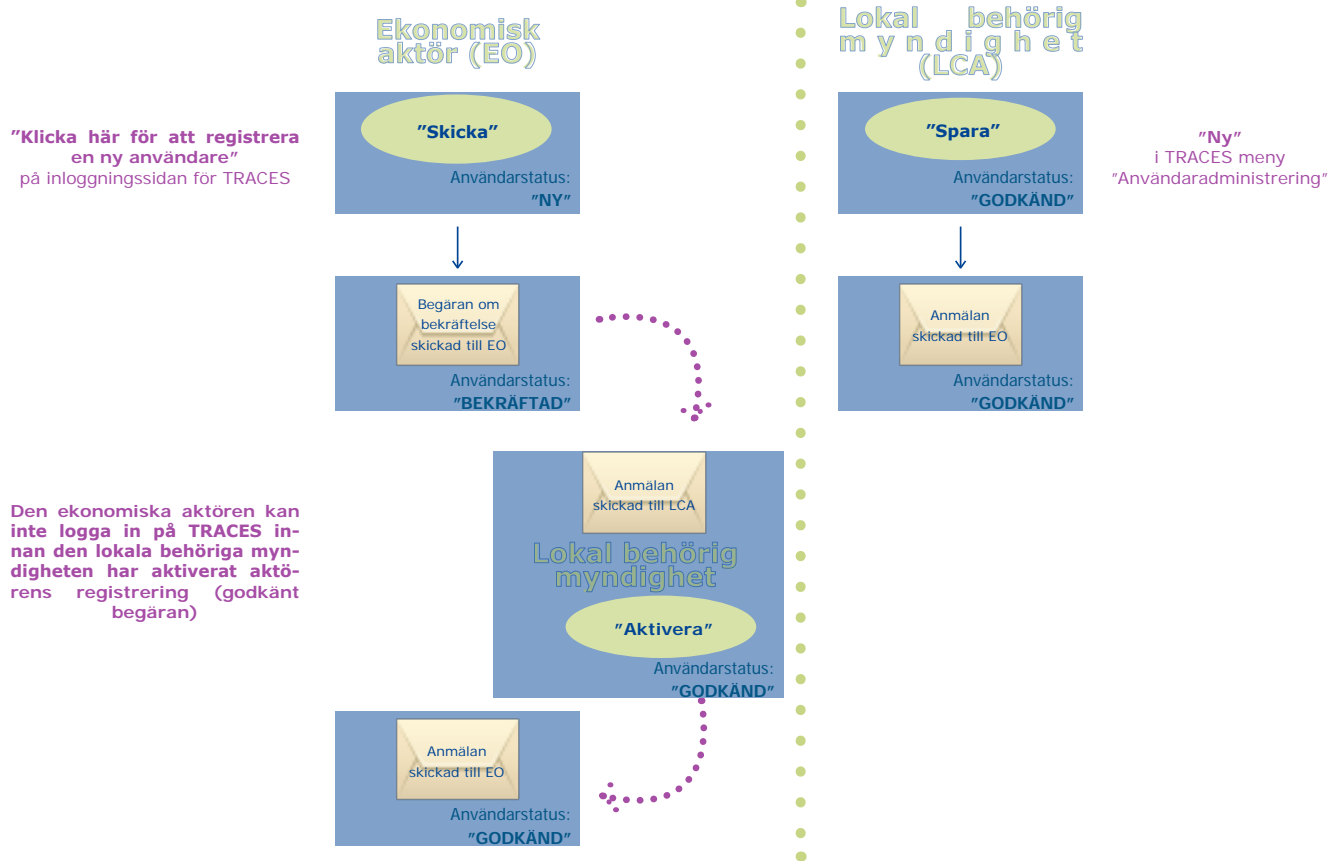 Ekonomisk
aktör (EO)
"Klicka här för att registrera
en ny användare"
på inloggningssidan för TRACES
"Skicka"
Användarstatus:
"NY"
Begäran om
bekräftelse
skickad till EO
Användarstatus:
"BEKRÄFTAD"
Den ekonomiska aktören kan
inte logga in på TRACES in-
nan den lokala behöriga myn-
digheten har aktiverat aktö-
rens registrering (godkänt
begäran)
Anmälan
skickad till LCA
Lokal behörig
myndighet
"Aktivera"
Användarstatus:
"GODKÄND"
Anmälan
skickad till EO
Användarstatus:
"GODKÄND"
Lokal behörig
myndighet
(LCA)
"Spara"
Användarstatus:
"GODKÄND"
"Ny"
i TRACES meny
"Användaradministrering"
Anmälan
skickad till EO
Användarstatus:
"GODKÄND"